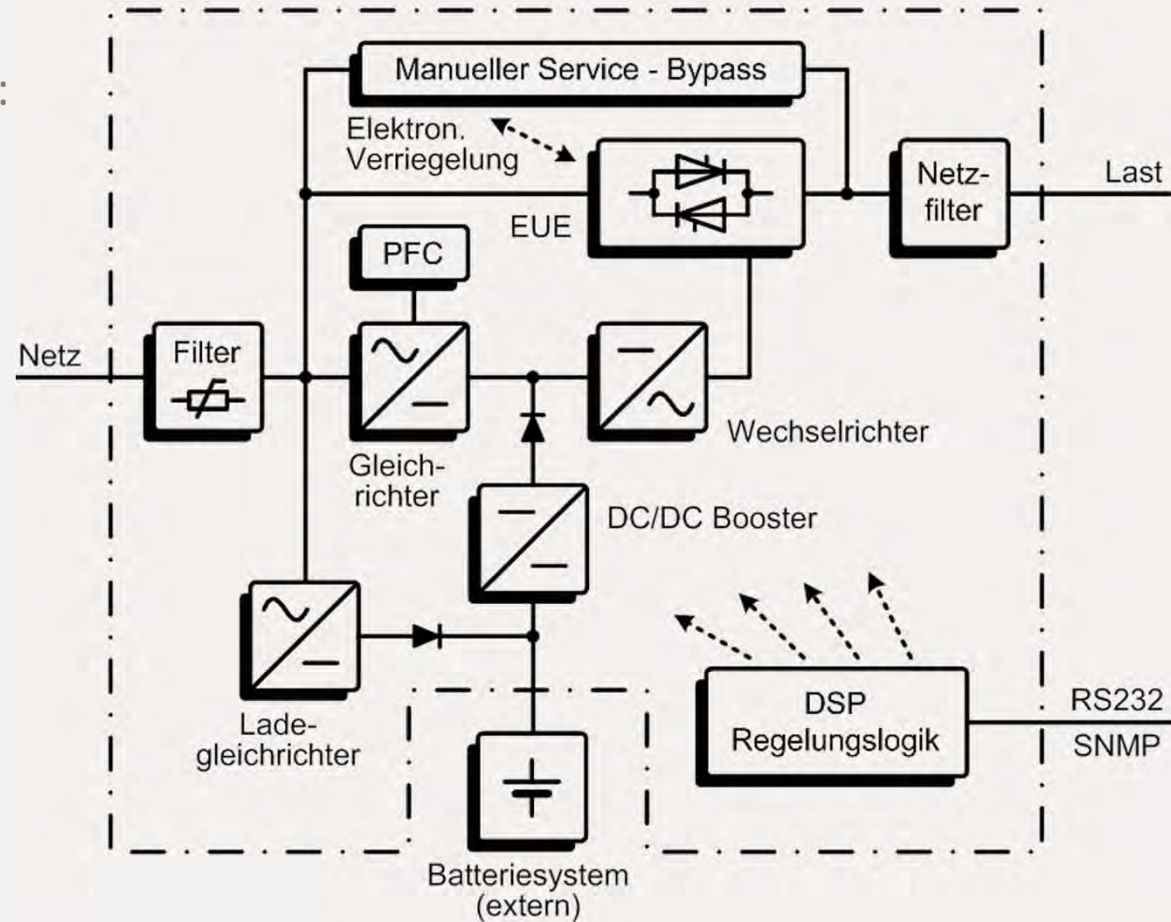 :
Manueller Service - Bypass
Elektron.
Verriegelung
EUE
Netz-
filter
Last
PFC
Netz
Filter
Gleich-
richter
Wechselrichter
DC/DC Booster
Lade-
gleichrichter
DSP
Regelungslogik
RS232
SNMP
Batteriesystem
(extern)